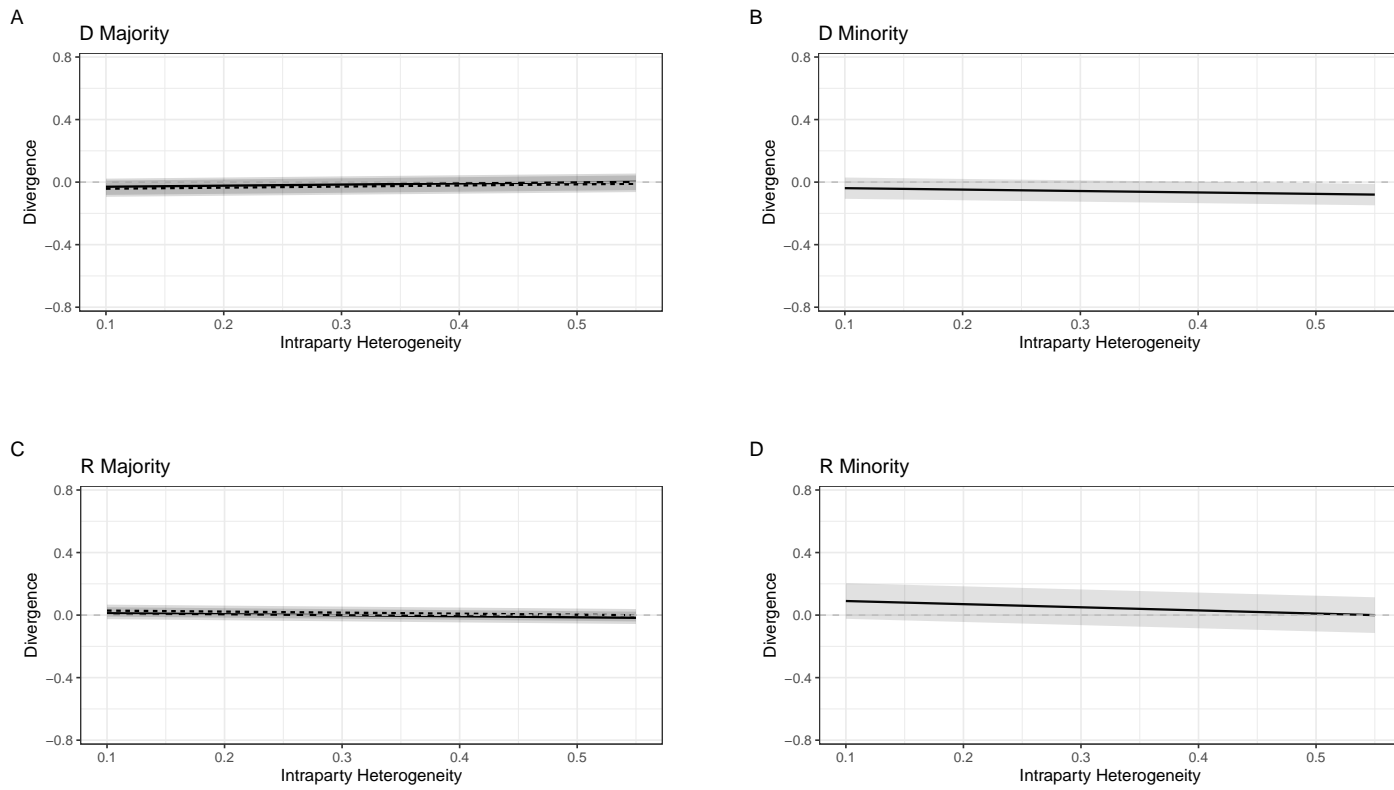 A
D Majority
0.8
0.4
0.0
−0.4
−0.8
Divergence
0.1 0.2 0.3 0.4 0.5
Intraparty Heterogeneity
B
D Minority
0.8
0.4
0.0
−0.4
−0.8
Divergence
0.1 0.2 0.3 0.4 0.5
Intraparty Heterogeneity
C
R Majority
0.8
0.4
0.0
−0.4
−0.8
Divergence
0.1 0.2 0.3 0.4 0.5
Intraparty Heterogeneity
D
R Minority
0.8
0.4
0.0
−0.4
−0.8
Divergence
0.1 0.2 0.3 0.4 0.5
Intraparty Heterogeneity